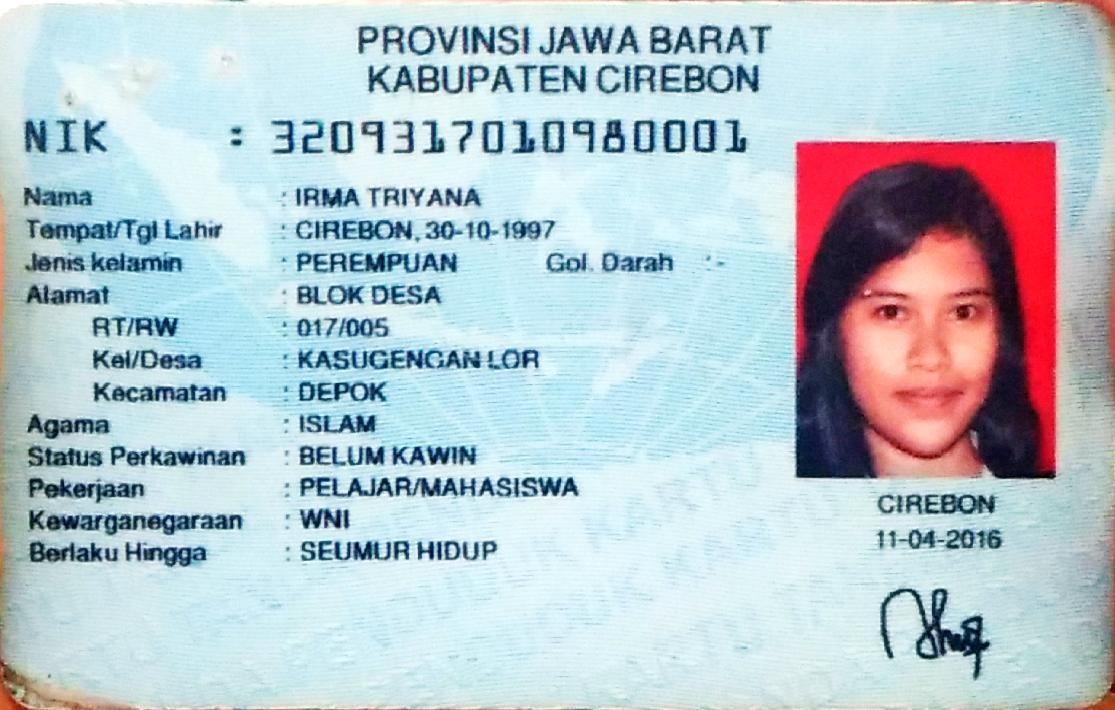 PROVINSI JAWA BARAT
KABUPATEN CIREBON
NIK : 3209317010980001
Nama : IRMA TRIYANA
Tempat/Tgl Lahir : CIREBON, 30-10-1997
Jenis kelamin : PEREMPUAN Gol. Darah :-
Alamat : BLOK DESA
RT/RW : 017/005
Kel/Desa : KASUGENGAN LOR
Kecamatan : DEPOK
Agama : ISLAM
Status Perkawinan : BELUM KAWIN
Pekerjaan : PELAJAR/MAHASISWA
Kewarganegaraan : WNI
Berlaku Hingga : SEUMUR HIDUP
CIREBON
11-04-2016